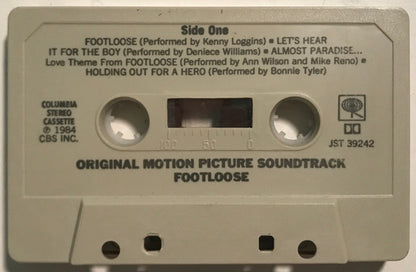 Side One
FOOTLOOSE (Performed by Kenny Loggins) ■ LET'S HEAR
IT FOR THE BOY (Performed by Deniece Williams) ■ ALMOST PARADISE...
Love Theme From FOOTLOOSE (Performed by Ann Wilson and Mike Reno) ■
HOLDING OUT FOR A HERO (Performed by Bonnie Tyler)
COLUMBIA
STEREO
CASSETTE
℗ 1984
CBS INC.
100 50 0
JST 39242
ORIGINAL MOTION PICTURE SOUNDTRACK
FOOTLOOSE